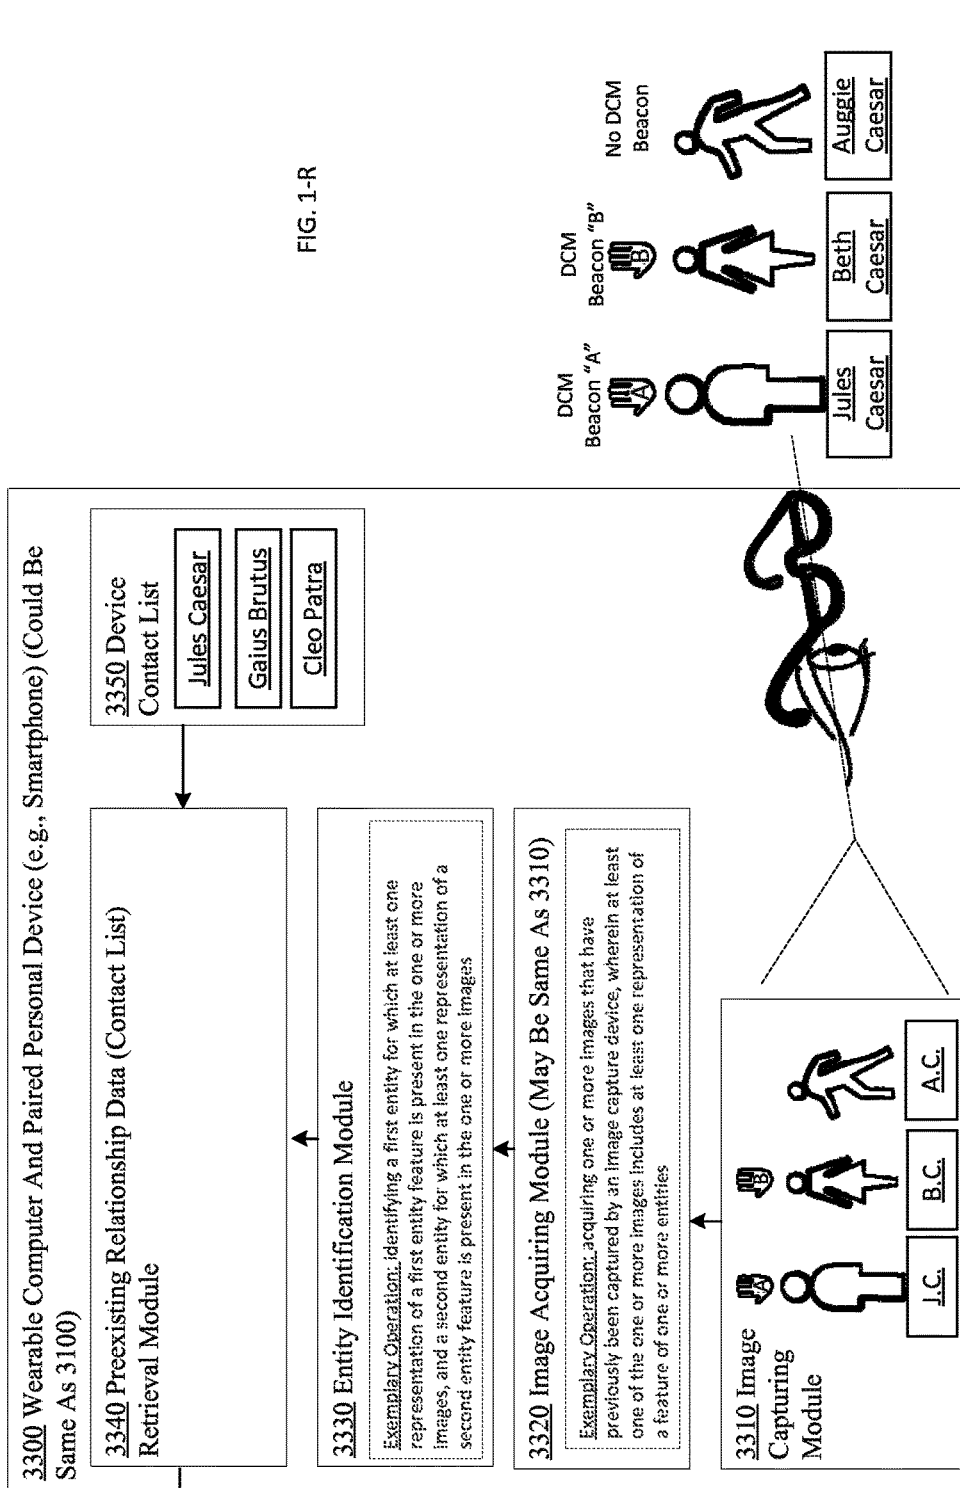 3300 Wearable Computer And Paired Personal Device (e.g., Smartphone) (Could Be
Same As 3100)
3340 Preexisting Relationship Data (Contact List)
Retrieval Module
3350 Device
Contact List
Jules Caesar
Gaius Brutus
Cleo Patra
3330 Entity Identification Module
Exemplary Operation: identifying a first entity for which at least one
representation of a first entity feature is present in the one or more
images, and a second entity for which at least one representation of a
second entity feature is present in the one or more images
3320 Image Acquiring Module (May Be Same As 3310)
Exemplary Operation: acquiring one or more images that have
previously been captured by an image capture device, wherein at least
one of the one or more images includes at least one representation of
a feature of one or more entities
3310 Image
Capturing
Module
A
B
J.C.
B.C.
A.C.
FIG. 1-R
DCM
Beacon "A"
DCM
Beacon "B"
No DCM
Beacon
A
B
Jules
Caesar
Beth
Caesar
Auggie
Caesar